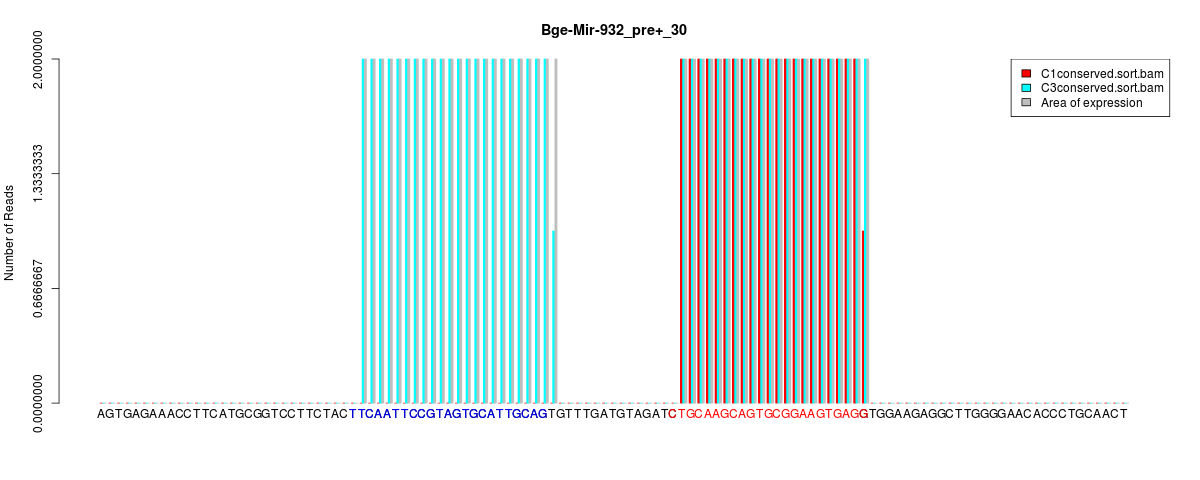 Bge-Mir-932_pre+_30
C1conserved.sort.bam
C3conserved.sort.bam
Area of expression
Number of Reads
2.0000000
1.3333333
0.6666667
0.0000000
AGTGAGAAACCTTCATGCGGTCCTTCTACTTCAATTCCGTAGTGCATTGCAGTGTTTGATGTAGATCTGCAAGCAGTGCGGAAGTGAGGTGGAAGAGGCTTGGGGAACACCCTGCAACT